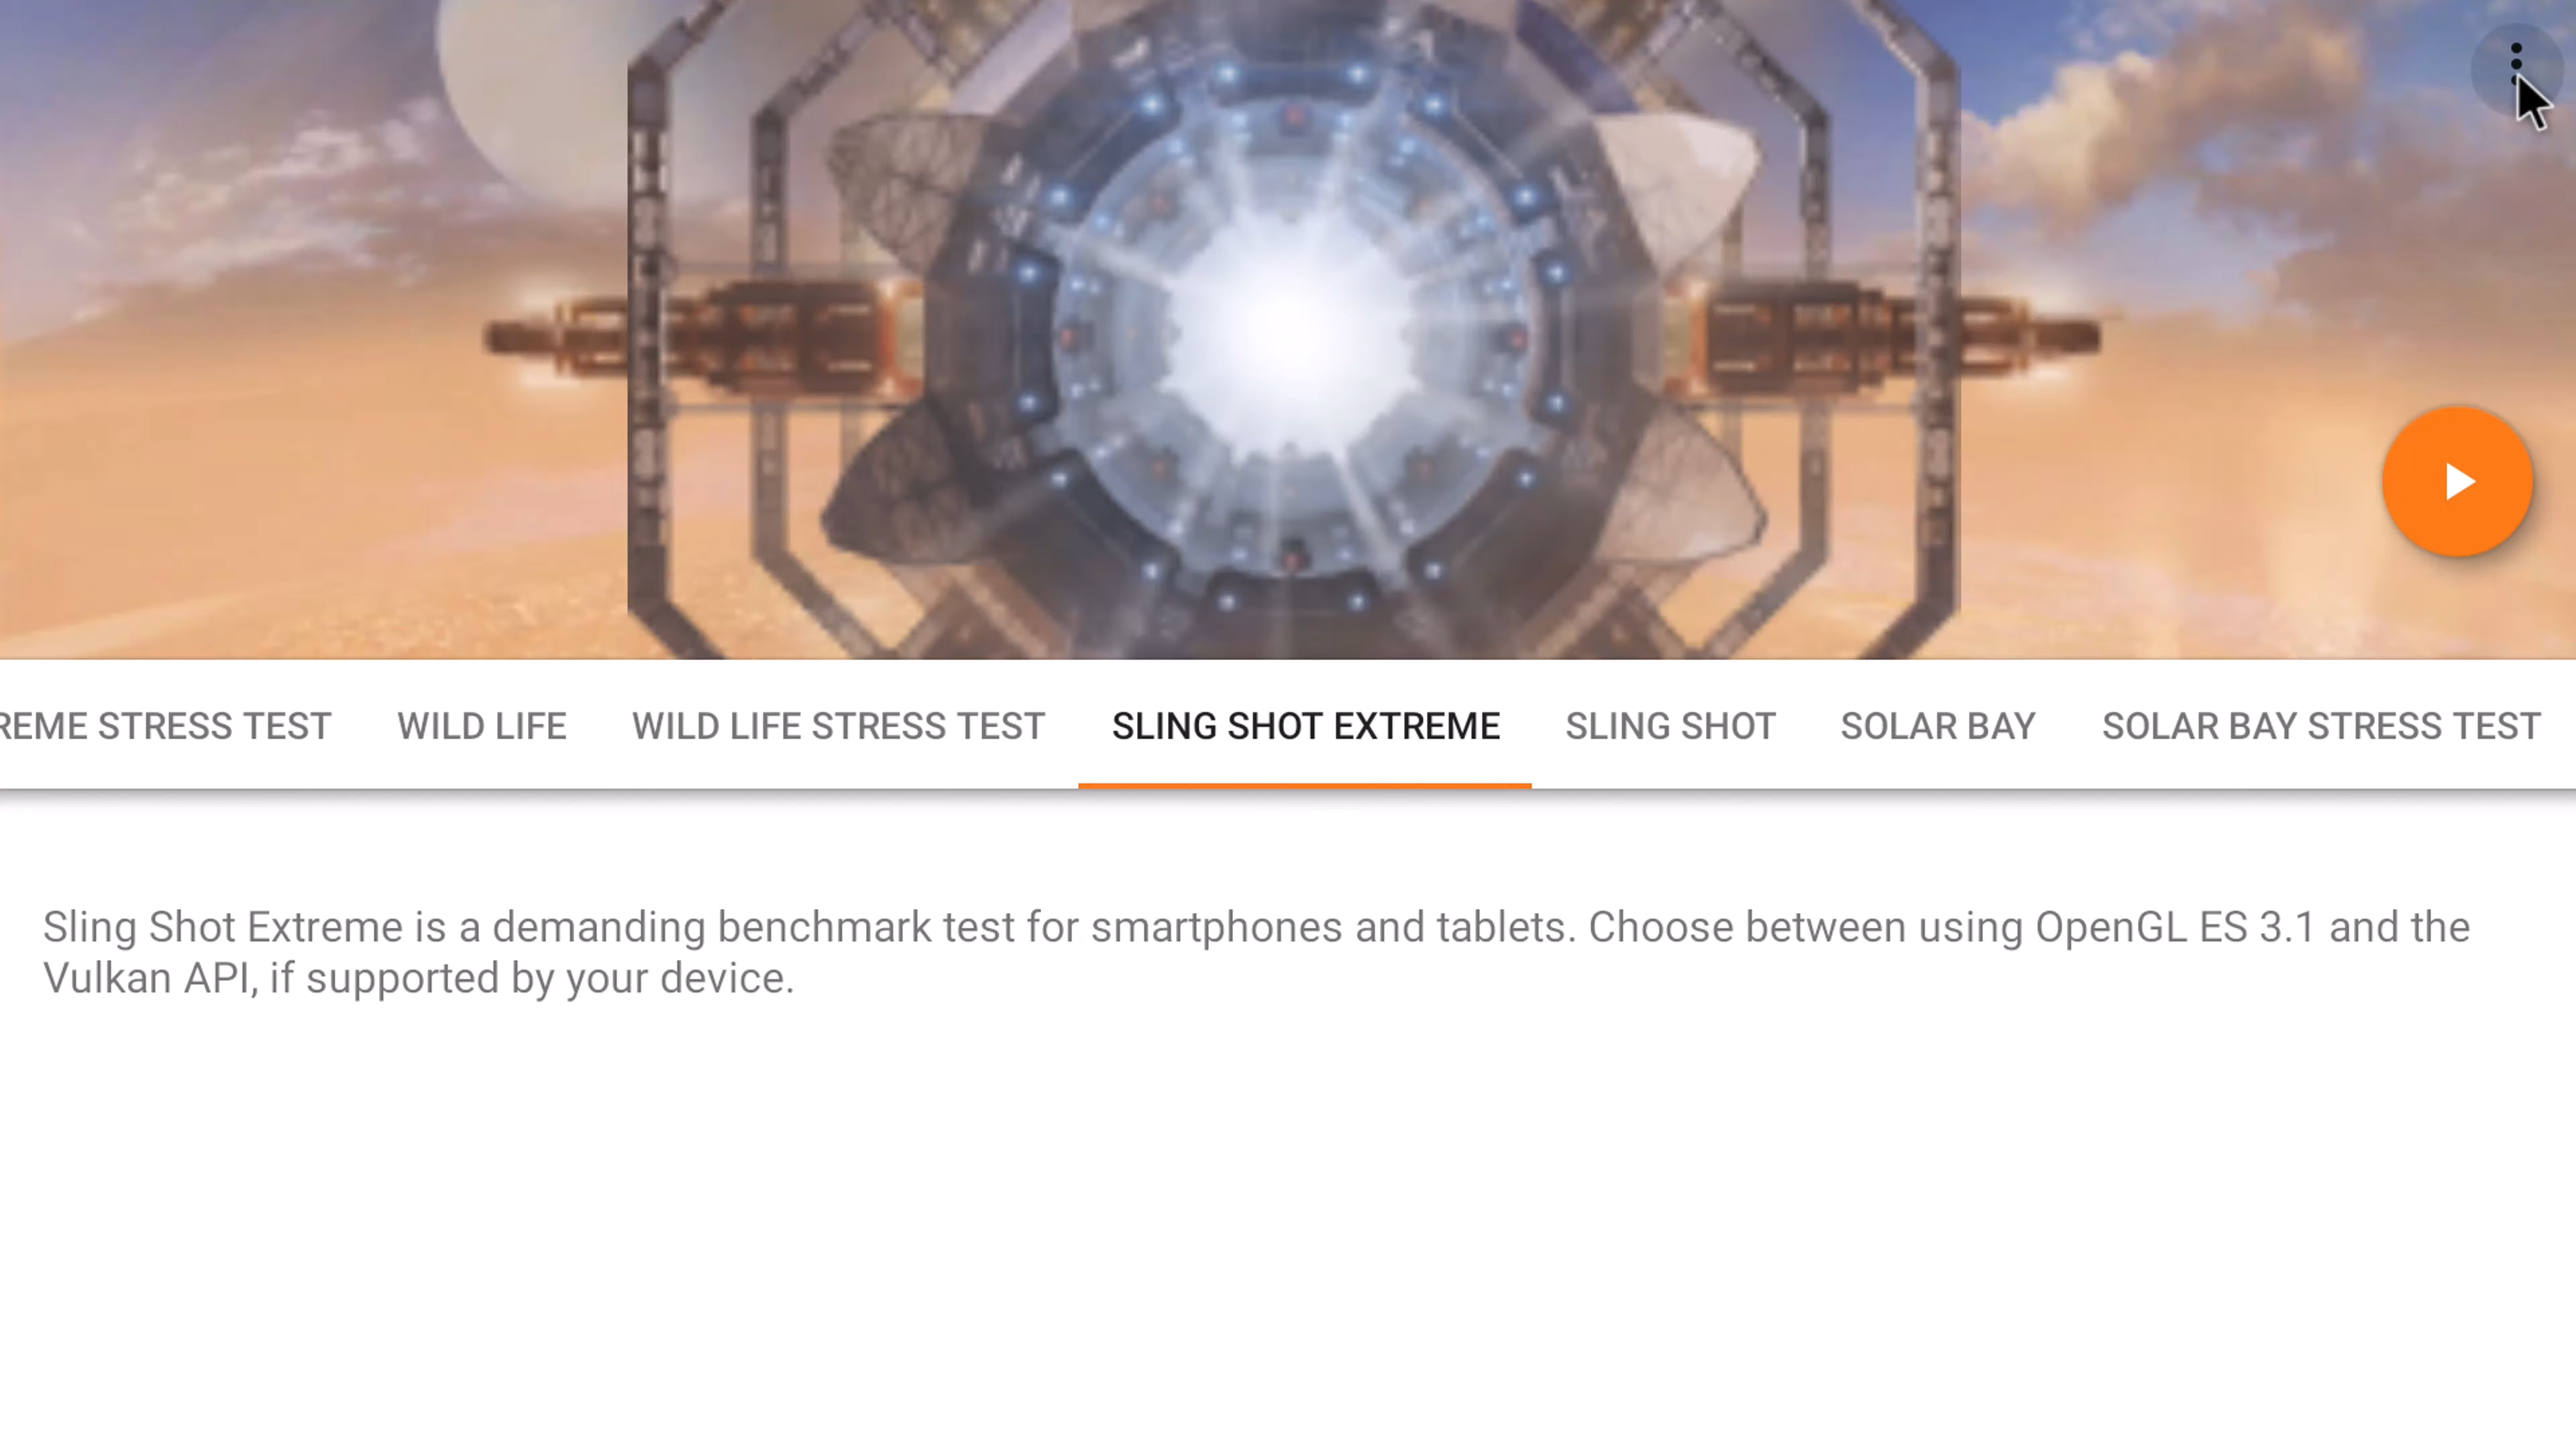 REME STRESS TEST WILD LIFE WILD LIFE STRESS TEST SLING SHOT EXTREME SLING SHOT SOLAR BAY SOLAR BAY STRESS TEST
Sling Shot Extreme is a demanding benchmark test for smartphones and tablets. Choose between using OpenGL ES 3.1 and the
Vulkan API, if supported by your device.